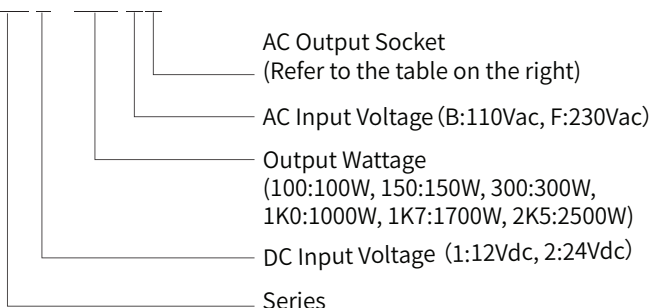 AC Output Socket
(Refer to the table on the right)
AC Input Voltage（B:110Vac, F:230Vac）
Output Wattage
(100:100W, 150:150W, 300:300W,
1K0:1000W, 1K7:1700W, 2K5:2500W)
DC Input Voltage（1:12Vdc, 2:24Vdc）
Series